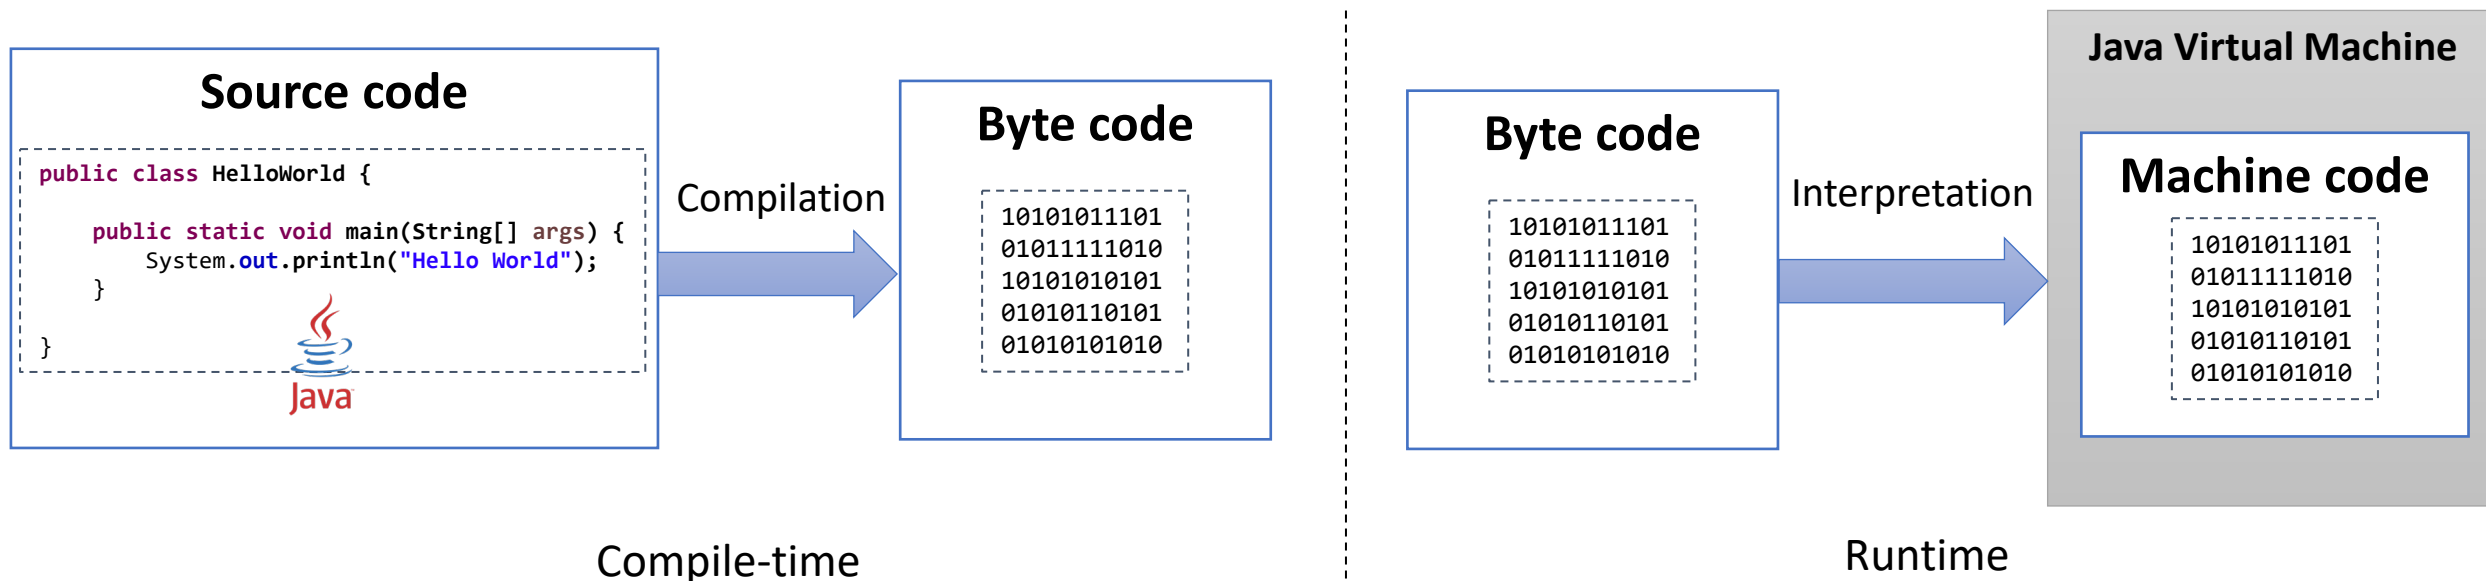 Source code
public class HelloWorld {
public static void main(String[] args) {
System.out.println("Hello World");
}
}
Java
Compilation
Byte code
10101011101
01011111010
10101010101
01010110101
01010101010
Compile-time
Byte code
10101011101
01011111010
10101010101
01010110101
01010101010
Interpretation
Java Virtual Machine
Machine code
10101011101
01011111010
10101010101
01010110101
01010101010
Runtime